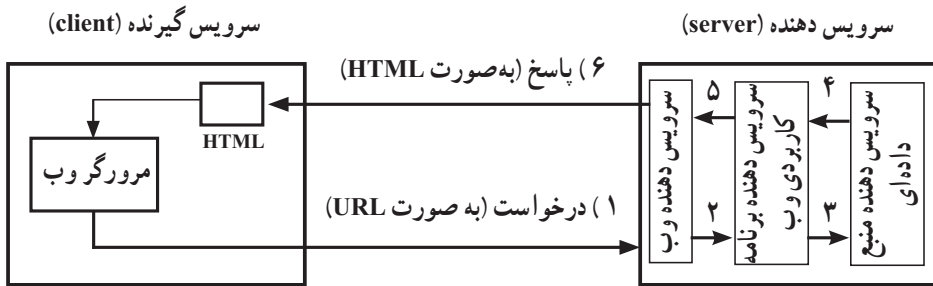 سرویس دهنده (server)
سرویس گیرنده (client)
۶ ) پاسخ (به‌صورت HTML)
HTML
مرورگر وب
۱ ) درخواست (به صورت URL)
سرویس دهنده وب
۵
۲
سرویس دهنده برنامه
کاربردی وب
۴
۳
سرویس دهنده منبع
داده‌ای